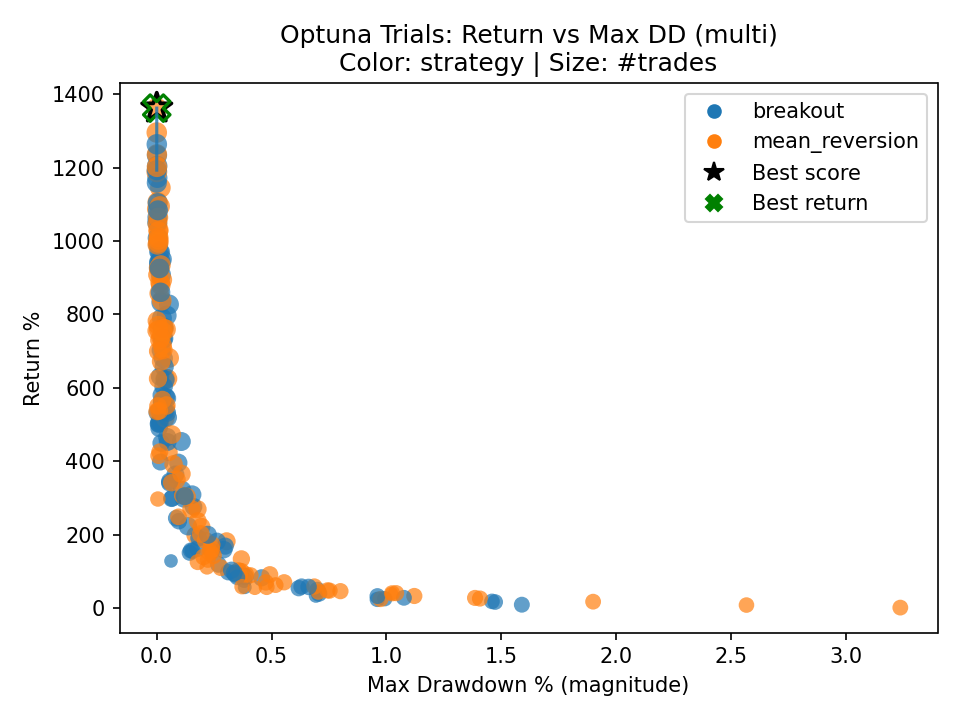 Optuna Trials: Return vs Max DD (multi)
Color: strategy | Size: #trades
1400
1200
1000
800
600
400
200
0
Return %
breakout
mean_reversion
Best score
Best return
0.0 0.5 1.0 1.5 2.0 2.5 3.0
Max Drawdown % (magnitude)